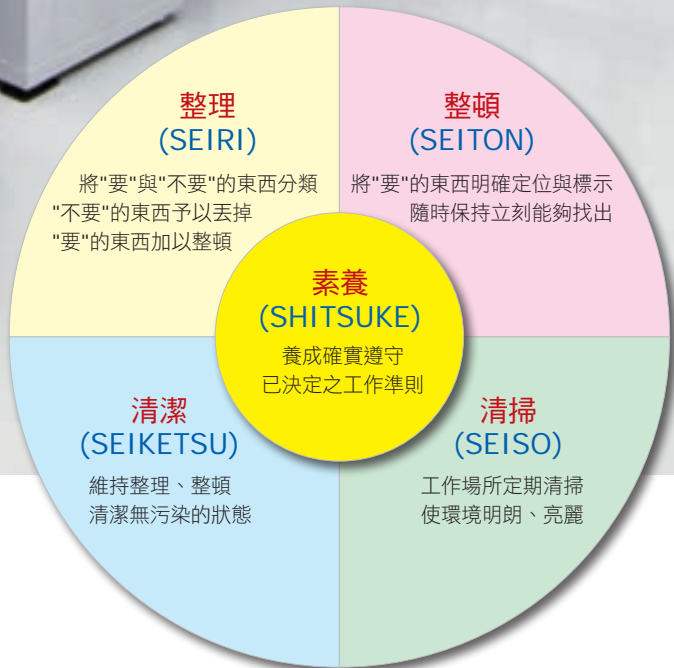 整理
(SEIRI)
將"要"與"不要"的東西分類
"不要"的東西予以丟掉
"要"的東西加以整頓
整頓
(SEITON)
將"要"的東西明確定位與標示
隨時保持立刻能夠找出
素養
(SHITSUKE)
養成確實遵守
已決定之工作準則
清潔
(SEIKETSU)
維持整理、整頓
清潔無污染的狀態
清掃
(SEISO)
工作場所定期清掃
使環境明朗、亮麗